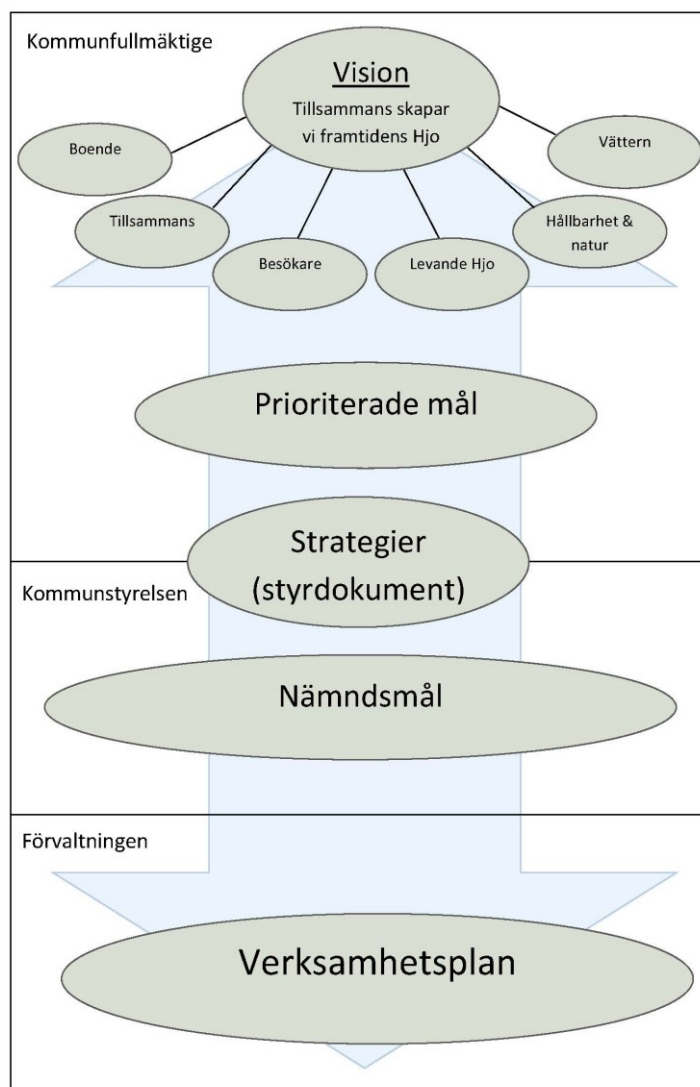 Kommunfullmäktige
Vision
Tillsammans skapar
vi framtidens Hjo
Boende
Vättern
Tillsammans
Hållbarhet &
natur
Besökare
Levande Hjo
Prioriterade mål
Strategier
(styrdokument)
Kommunstyrelsen
Nämndsmål
Förvaltningen
Verksamhetsplan